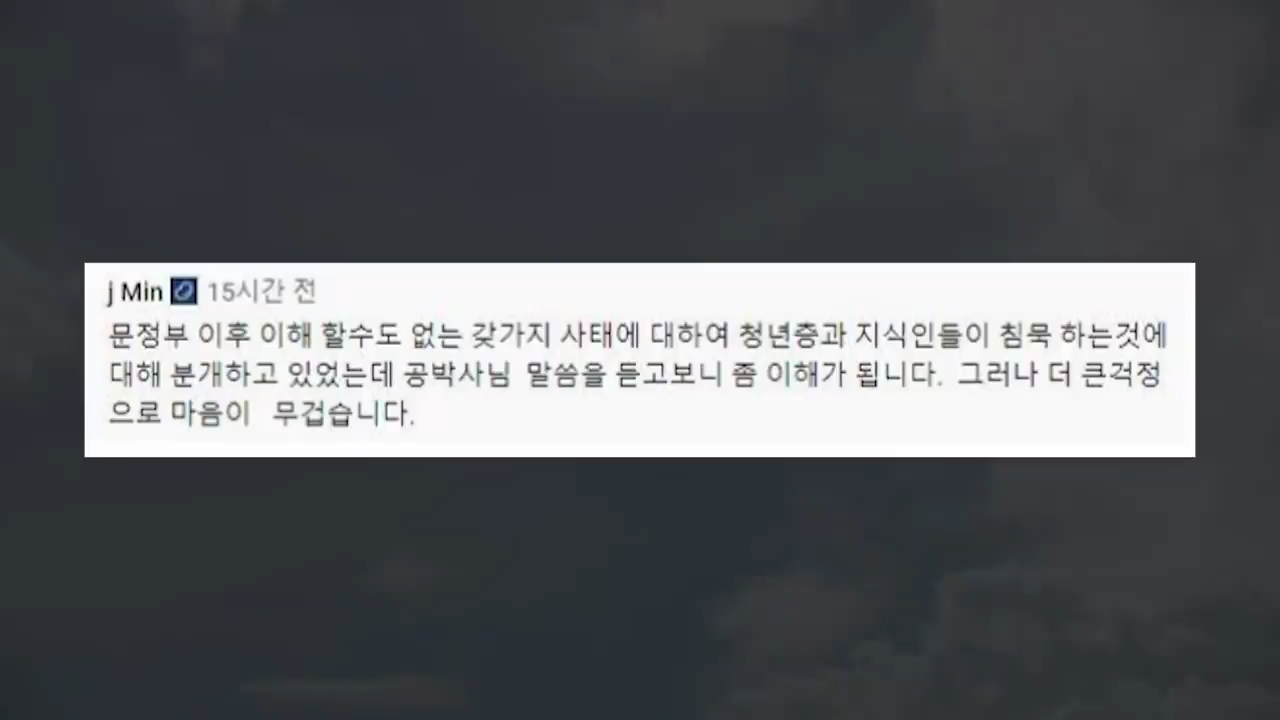 j Min 15시간 전
문정부 이후 이해 할수도 없는 갖가지 사태에 대하여 청년층과 지식인들이 침묵 하는것에
대해 분개하고 있었는데 공박사님 말씀을 듣고보니 좀 이해가 됩니다. 그러나 더 큰걱정
으로 마음이 무겁습니다.